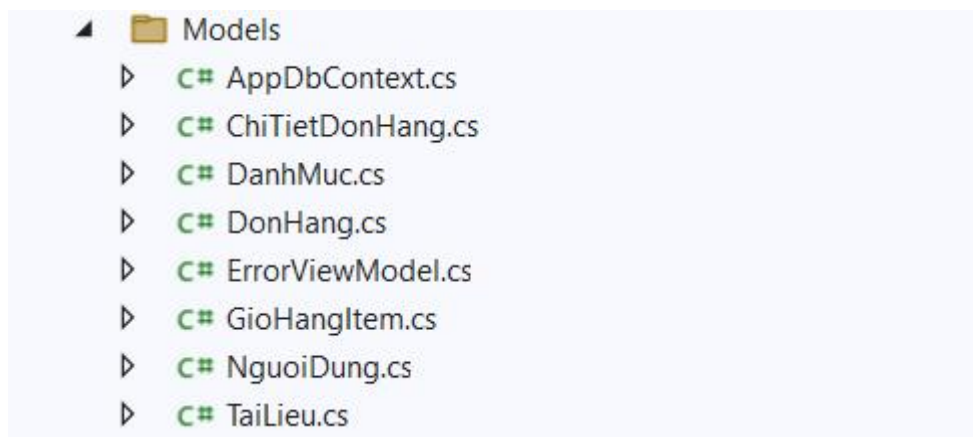 Models
C# AppDbContext.cs
C# ChiTietDonHang.cs
C# DanhMuc.cs
C# DonHang.cs
C# ErrorViewModel.cs
C# GioHangItem.cs
C# NguoiDung.cs
C# TaiLieu.cs